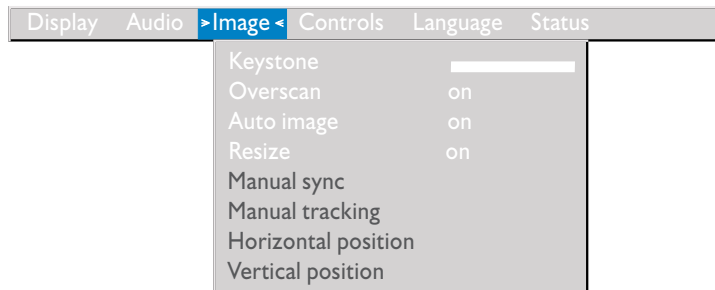 Display Audio >Image< Controls Language Status
Keystone
Overscan on
Auto image on
Resize on
Manual sync
Manual tracking
Horizontal position
Vertical position